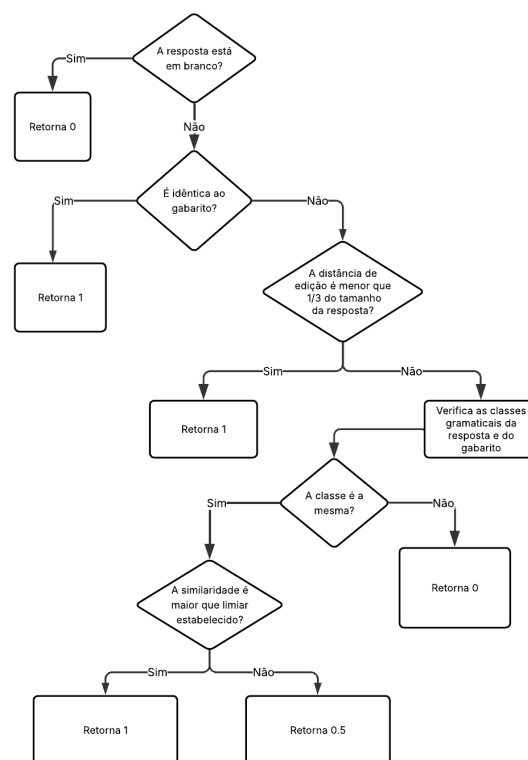 A resposta está
em branco?
Sim
Retorna 0
Não
É idêntica ao
gabarito?
Sim
Não
Retorna 1
A distância de
edição é menor que
1/3 do tamanho
da resposta?
Sim
Não
Retorna 1
Verifica as classes
gramaticais da
resposta e do
gabarito
A classe é a
mesma?
Sim
Não
Retorna 0
A similaridade é
maior que limiar
estabelecido?
Sim
Não
Retorna 1
Retorna 0.5